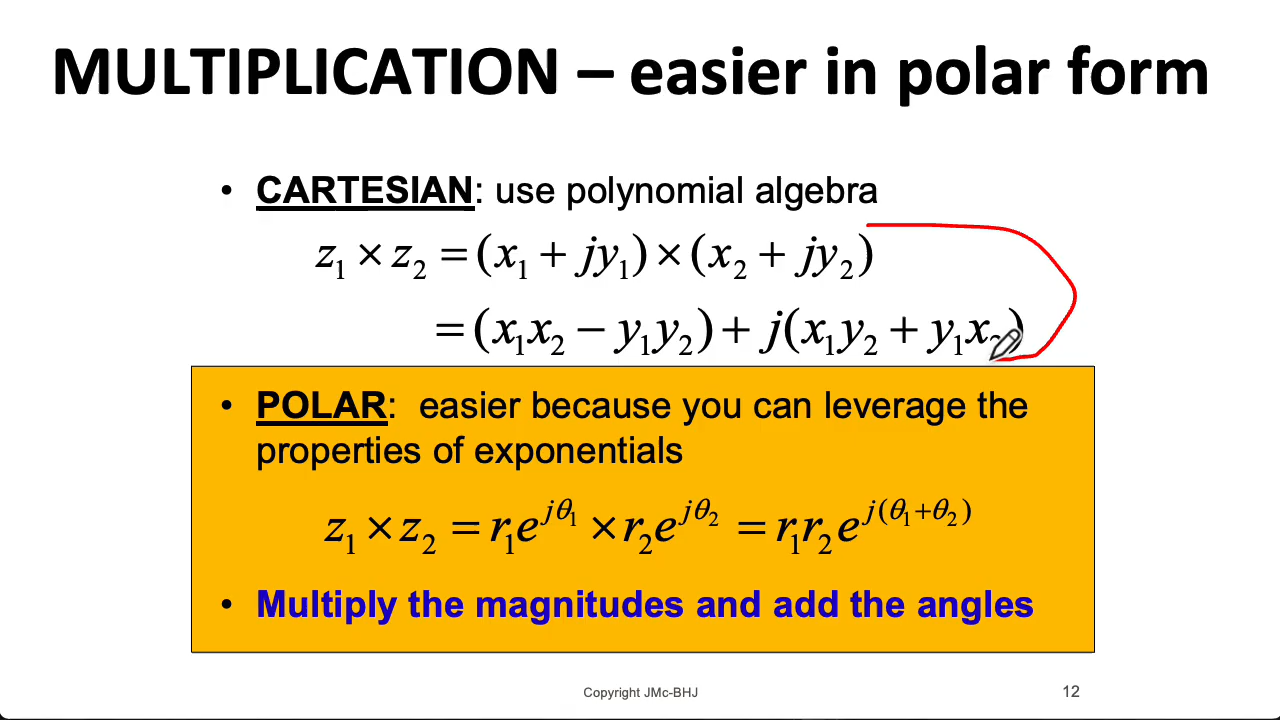 MULTIPLICATION – easier in polar form
• CARTESIAN: use polynomial algebra
z₁ × z₂ = (x₁ + jy₁) × (x₂ + jy₂)
= (x₁x₂ − y₁y₂) + j(x₁y₂ + y₁x₂)
• POLAR: easier because you can leverage the
properties of exponentials
z₁ × z₂ = r₁e^{jθ₁} × r₂e^{jθ₂} = r₁r₂e^{j(θ₁+θ₂)}
• Multiply the magnitudes and add the angles
Copyright JMc-BHJ
12